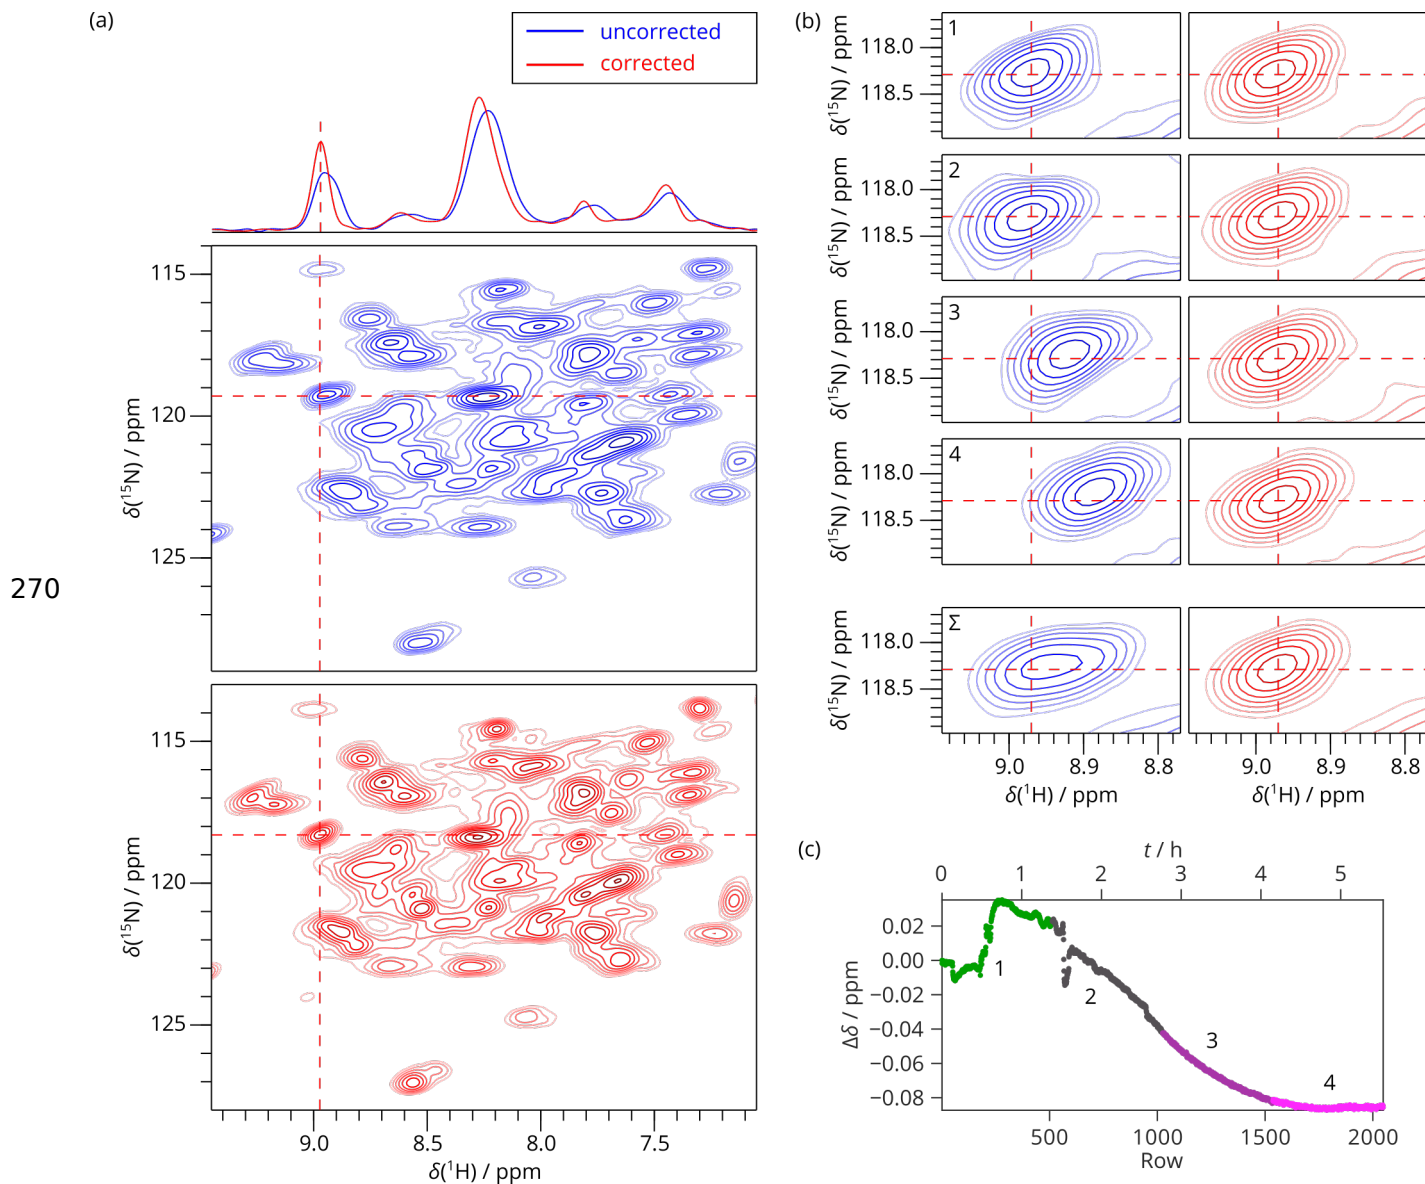 (a)
uncorrected
corrected
115
120
125
δ(¹⁵N) / ppm
270
115
120
125
δ(¹⁵N) / ppm
9.0 8.5 8.0 7.5
δ(¹H) / ppm
(b)
1
118.0
118.5
δ(¹⁵N) / ppm
2
118.0
118.5
δ(¹⁵N) / ppm
3
118.0
118.5
δ(¹⁵N) / ppm
4
118.0
118.5
δ(¹⁵N) / ppm
Σ
118.0
118.5
δ(¹⁵N) / ppm
9.0 8.9 8.8 9.0 8.9 8.8
δ(¹H) / ppm δ(¹H) / ppm
(c)
t / h
0 1 2 3 4 5
0.02
0.00
−0.02
−0.04
−0.06
−0.08
Δδ / ppm
1
2
3
4
500 1000 1500 2000
Row